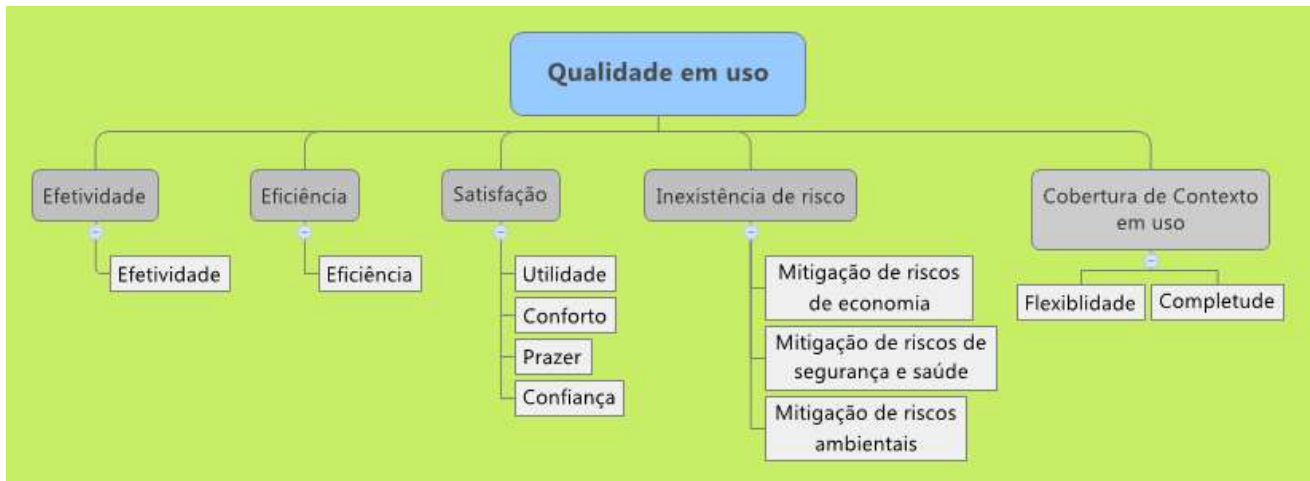 Qualidade em uso
Efetividade
Eficiência
Satisfação
Inexistência de risco
Cobertura de Contexto
em uso
Efetividade
Eficiência
Utilidade
Conforto
Prazer
Confiança
Mitigação de riscos
de economia
Mitigação de riscos de
segurança e saúde
Mitigação de riscos
ambientais
Flexiblidade
Completude